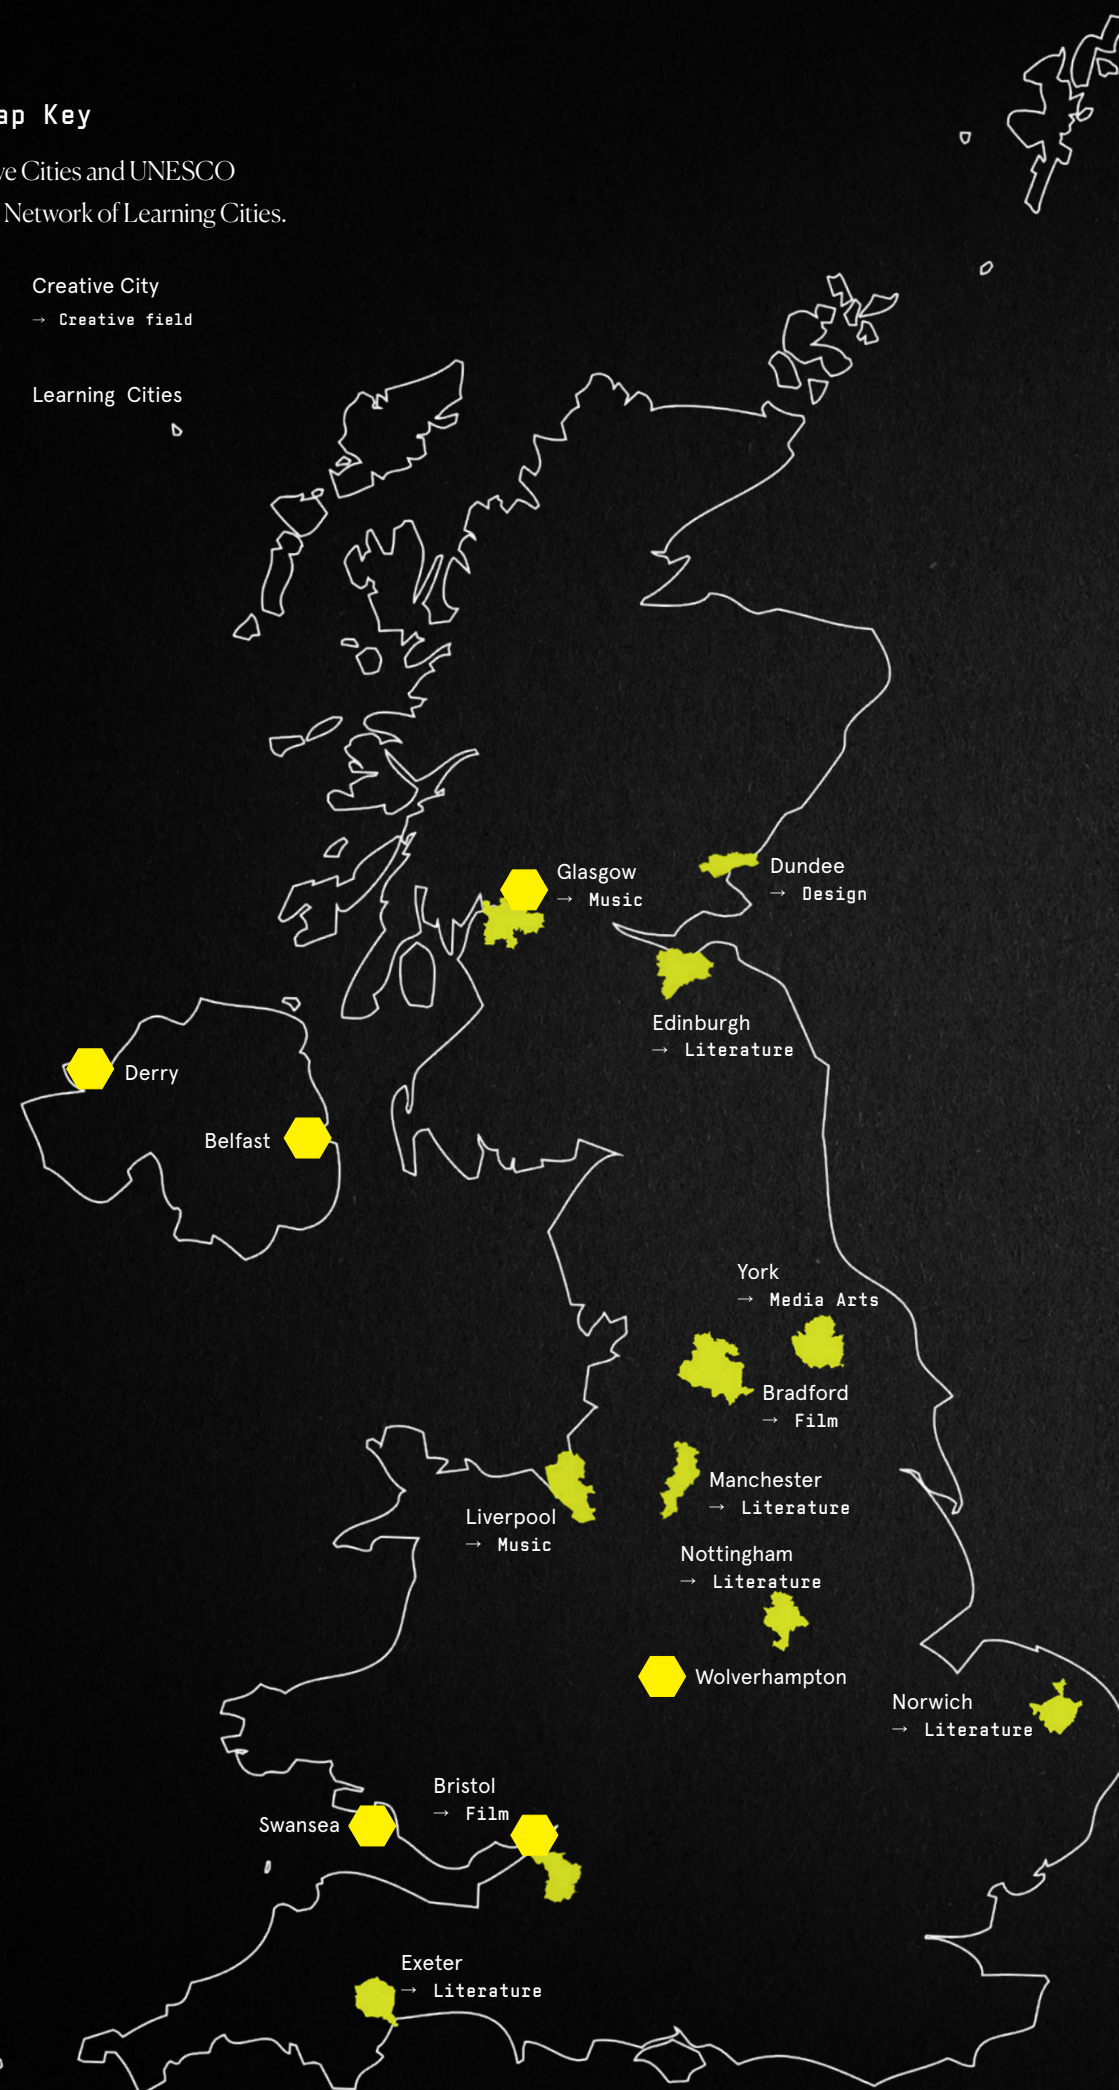 ap Key
ve Cities and UNESCO
Network of Learning Cities.
Creative City
→ Creative field
Learning Cities
Glasgow
→ Music
Dundee
→ Design
Edinburgh
→ Literature
Derry
Belfast
York
→ Media Arts
Bradford
→ Film
Manchester
→ Literature
Liverpool
→ Music
Nottingham
→ Literature
Wolverhampton
Norwich
→ Literature
Bristol
→ Film
Swansea
Exeter
→ Literature